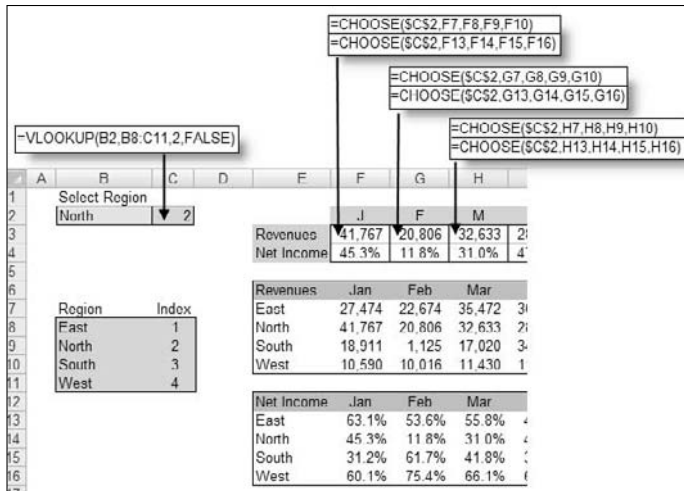 =CHOOSE($C$2,F7,F8,F9,F10)
=CHOOSE($C$2,F13,F14,F15,F16)
=CHOOSE($C$2,G7,G8,G9,G10)
=CHOOSE($C$2,G13,G14,G15,G16)
=CHOOSE($C$2,H7,H8,H9,H10)
=CHOOSE($C$2,H13,H14,H15,H16)
=VLOOKUP(B2,B8:C11,2,FALSE)
A B C D E F G H
1 Select Region
2 North 2 J F M
3 Revenues 41,767 20,806 32,633
4 Net Income 45.3% 11.8% 31.0%
5
6 Revenues Jan Feb Mar
7 Region Index East 27,474 22,674 35,472
8 East 1 North 41,767 20,806 32,633
9 North 2 South 18,911 1,125 17,020
10 South 3 West 10,590 10,016 11,430
11 West 4
12 Net Income Jan Feb Mar
13 East 63.1% 53.6% 55.8%
14 North 45.3% 11.8% 31.0%
15 South 31.2% 61.7% 41.8%
16 West 60.1% 75.4% 66.1%